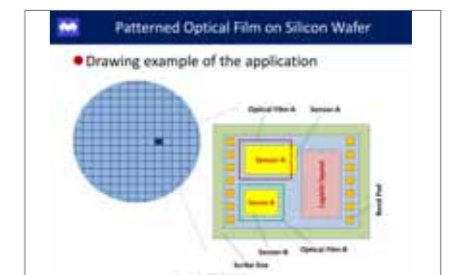 Patterned Optical Film on Silicon Wafer
Drawing example of the application
Optical Film-A
Sensor-A
Sensor-A
Sensor-B
Bond Pad
Sensor-B
Optical Film-B
Scribe line